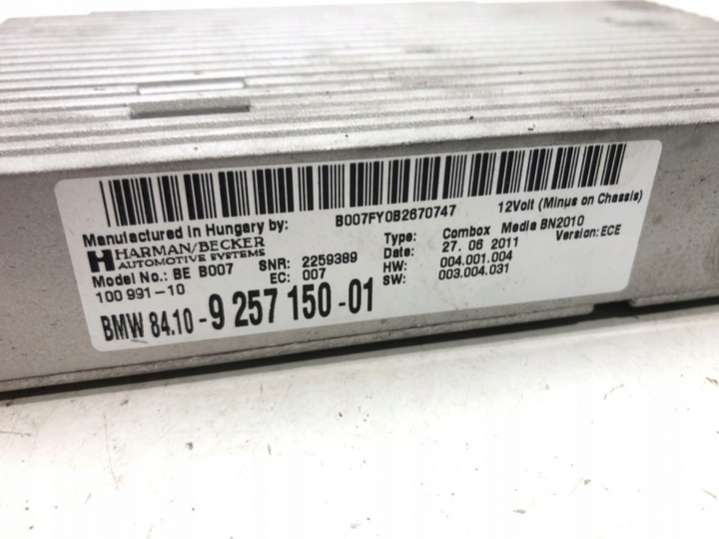 B007FY0B2670747
12Volt (Minus on Chassis)
Manufactured in Hungary by:
HARMAN/BECKER
AUTOMOTIVE SYSTEMS
Model No.: BE B007
SNR: 2259389
EC: 007
100 991-10
Type: Combox Media BN2010
Date: 27. 06 2011
Version: ECE
HW: 004.001.004
SW: 003.004.031
BMW 84.10-9 257 150-01